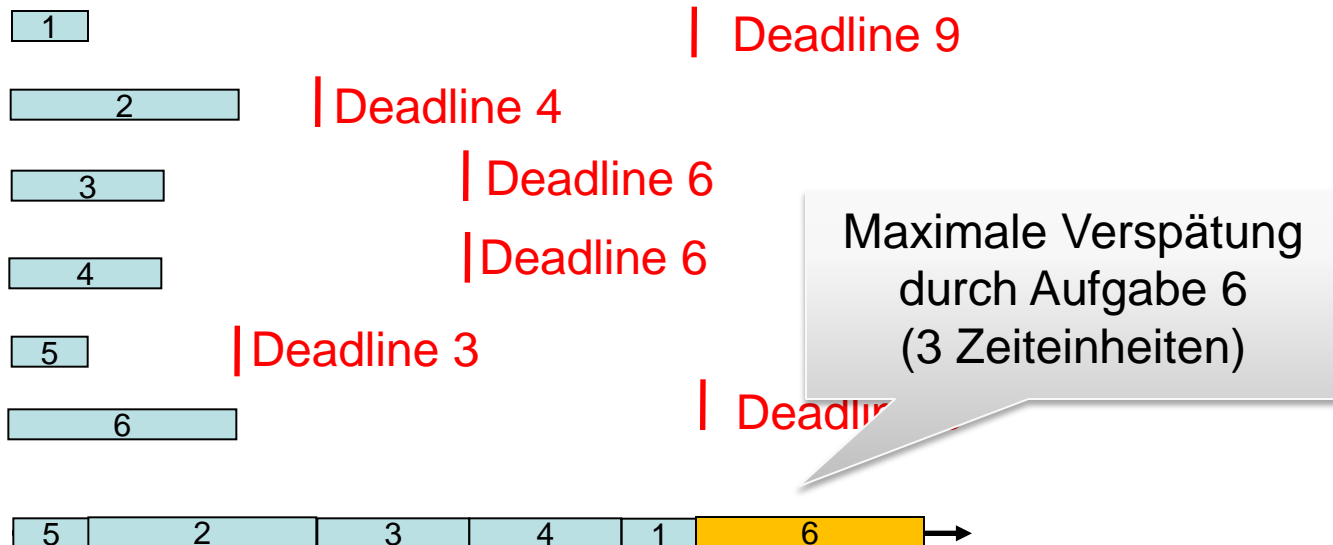 1
Deadline 9
2
Deadline 4
3
Deadline 6
4
Deadline 6
Maximale Verspätung
durch Aufgabe 6
(3 Zeiteinheiten)
5
Deadline 3
6
5 2 3 4 1 6